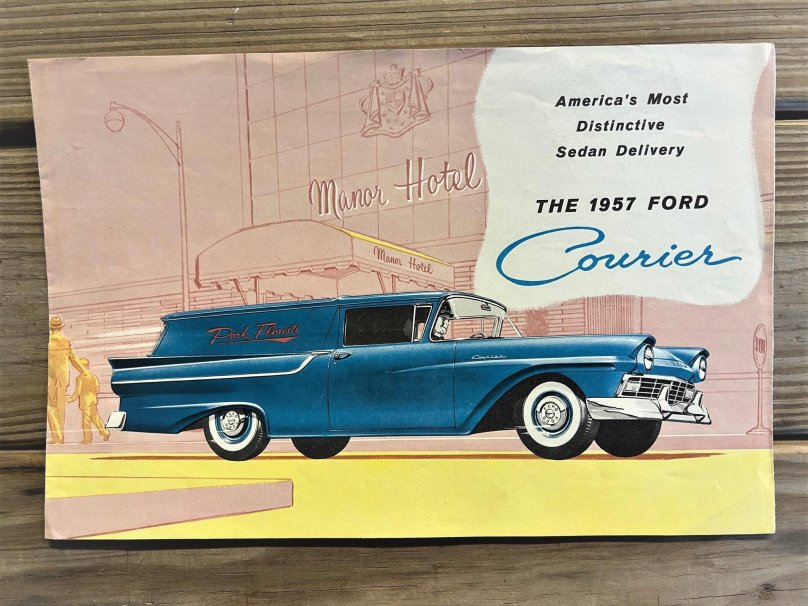 America's Most
Distinctive
Sedan Delivery
THE 1957 FORD
Courier
Manor Hotel
Manor Hotel
Park Florists
Courier